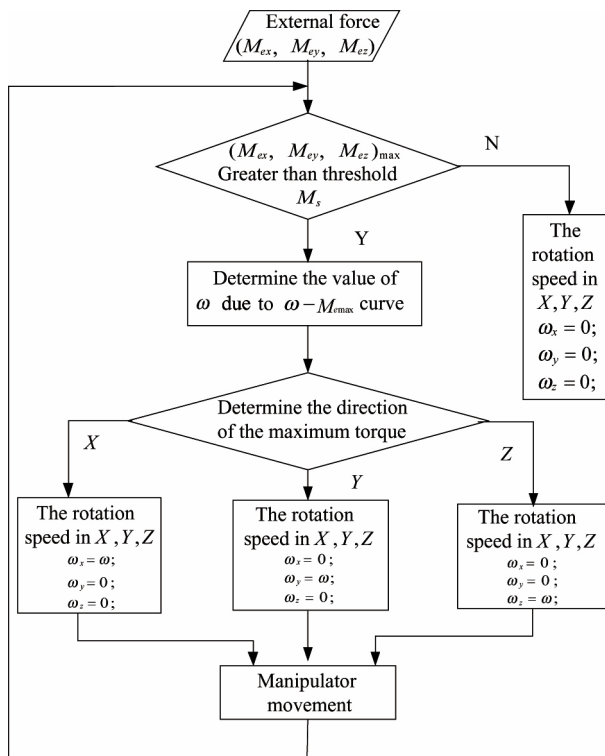 External force
(Mex, Mey, Mez)
(Mex, Mey, Mez)max
Greater than threshold
Ms
N
Y
The
rotation
speed in
X,Y,Z
ωx = 0;
ωy = 0;
ωz = 0;
Determine the value of
ω due to ω−Memax curve
Determine the direction
of the maximum torque
X
Y
Z
The rotation
speed in X,Y,Z
ωx = ω;
ωy = 0;
ωz = 0;
The rotation
speed in X,Y,Z
ωx = 0;
ωy = ω;
ωz = 0;
The rotation
speed in X,Y,Z
ωx = 0;
ωy = 0;
ωz = ω;
Manipulator
movement